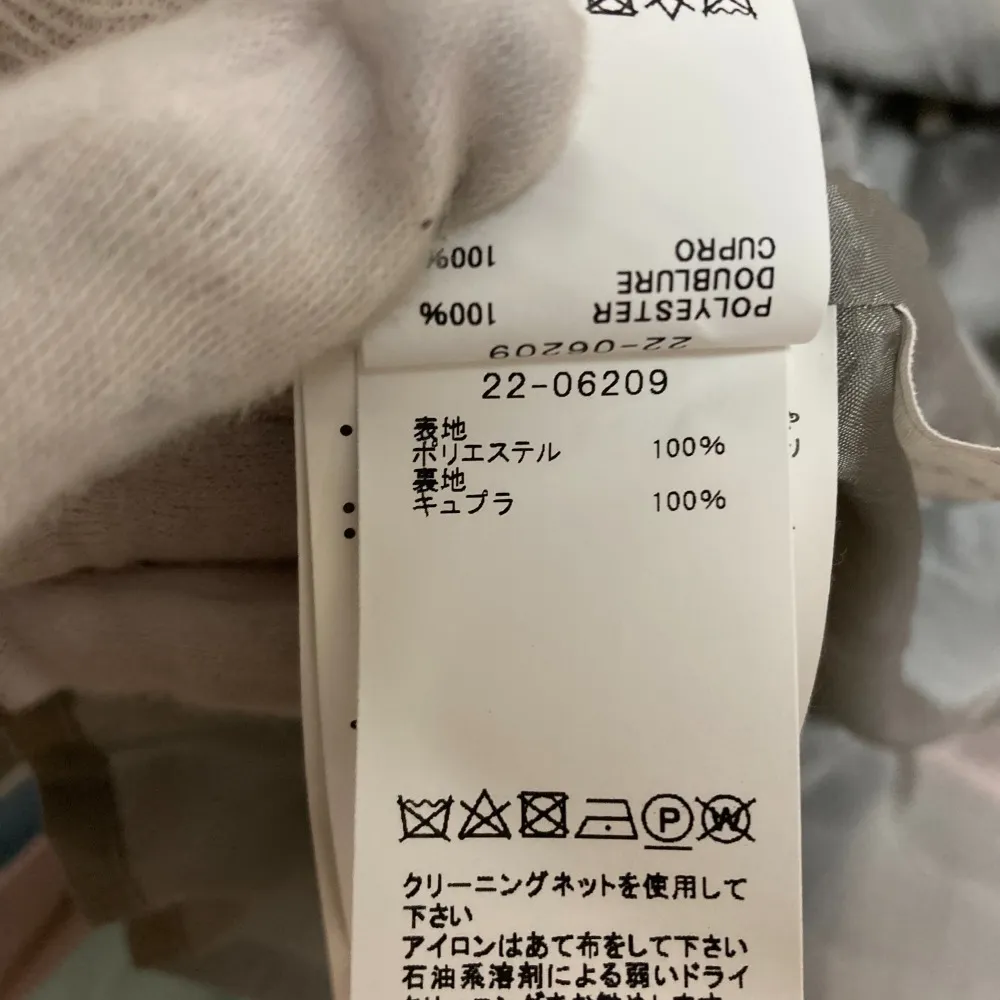 CUPRO 100%
DOUBLURE
POLYESTER 100%
22-06209
22-06209
表地
ポリエステル 100%
裏地
キュプラ 100%
P W
クリーニングネットを使用して
下さい
アイロンはあて布をして下さい
石油系溶剤による弱いドライ